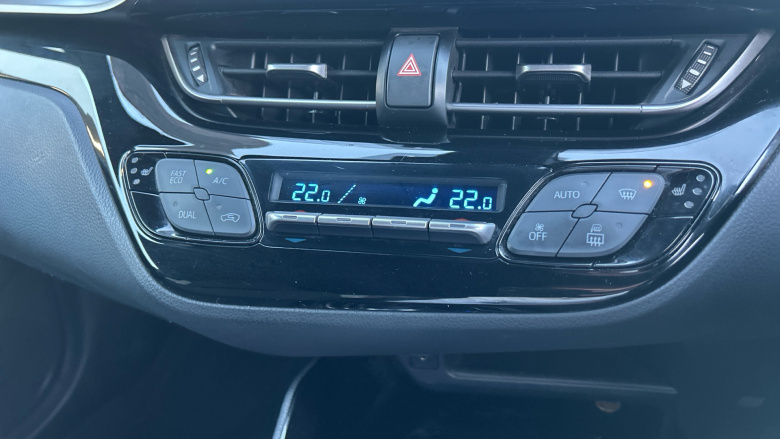 FAST
ECO
A/C
DUAL
22.0
22.0
AUTO
OFF